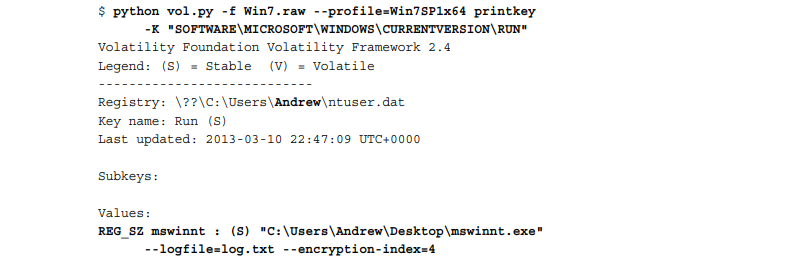 $ python vol.py -f Win7.raw --profile=Win7SP1x64 printkey
-K "SOFTWARE\MICROSOFT\WINDOWS\CURRENTVERSION\RUN"
Volatility Foundation Volatility Framework 2.4
Legend: (S) = Stable  (V) = Volatile
----------------------------
Registry: \??\C:\Users\Andrew\ntuser.dat
Key name: Run (S)
Last updated: 2013-03-10 22:47:09 UTC+0000
Subkeys:
Values:
REG_SZ mswinnt : (S) "C:\Users\Andrew\Desktop\mswinnt.exe"
--logfile=log.txt --encryption-index=4